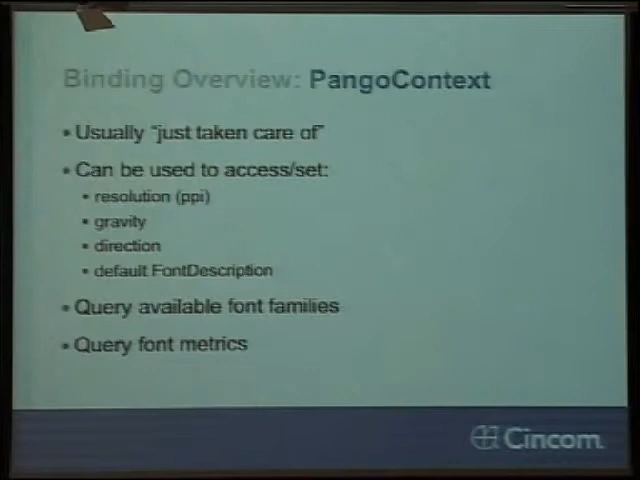 Binding Overview: PangoContext
• Usually "just taken care of"
• Can be used to access/set:
• resolution (ppi)
• gravity
• direction
• default FontDescription
• Query available font families
• Query font metrics
Cincom